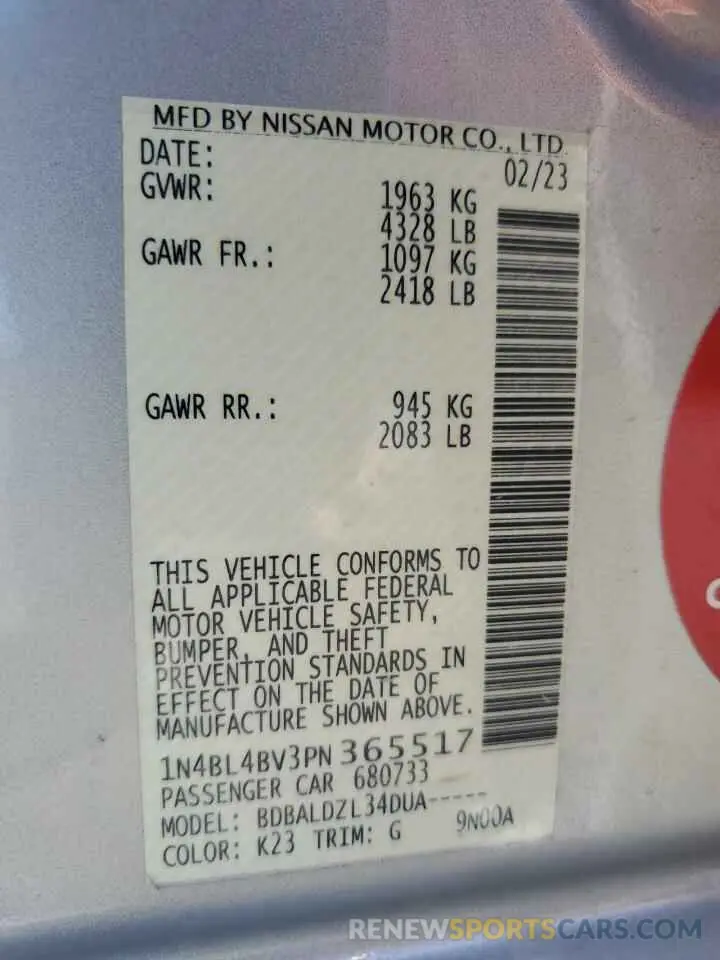 MFD BY NISSAN MOTOR CO., LTD.
DATE: 02/23
GVWR: 1963 KG
4328 LB
GAWR FR.: 1097 KG
2418 LB
GAWR RR.: 945 KG
2083 LB
THIS VEHICLE CONFORMS TO
ALL APPLICABLE FEDERAL
MOTOR VEHICLE SAFETY,
BUMPER, AND THEFT
PREVENTION STANDARDS IN
EFFECT ON THE DATE OF
MANUFACTURE SHOWN ABOVE.
1N4BL4BV3PN 365517
PASSENGER CAR 680733
MODEL: BDBALDZL34DUA-----
COLOR: K23 TRIM: G 9N00A
RENEWSPORTSCARS.COM